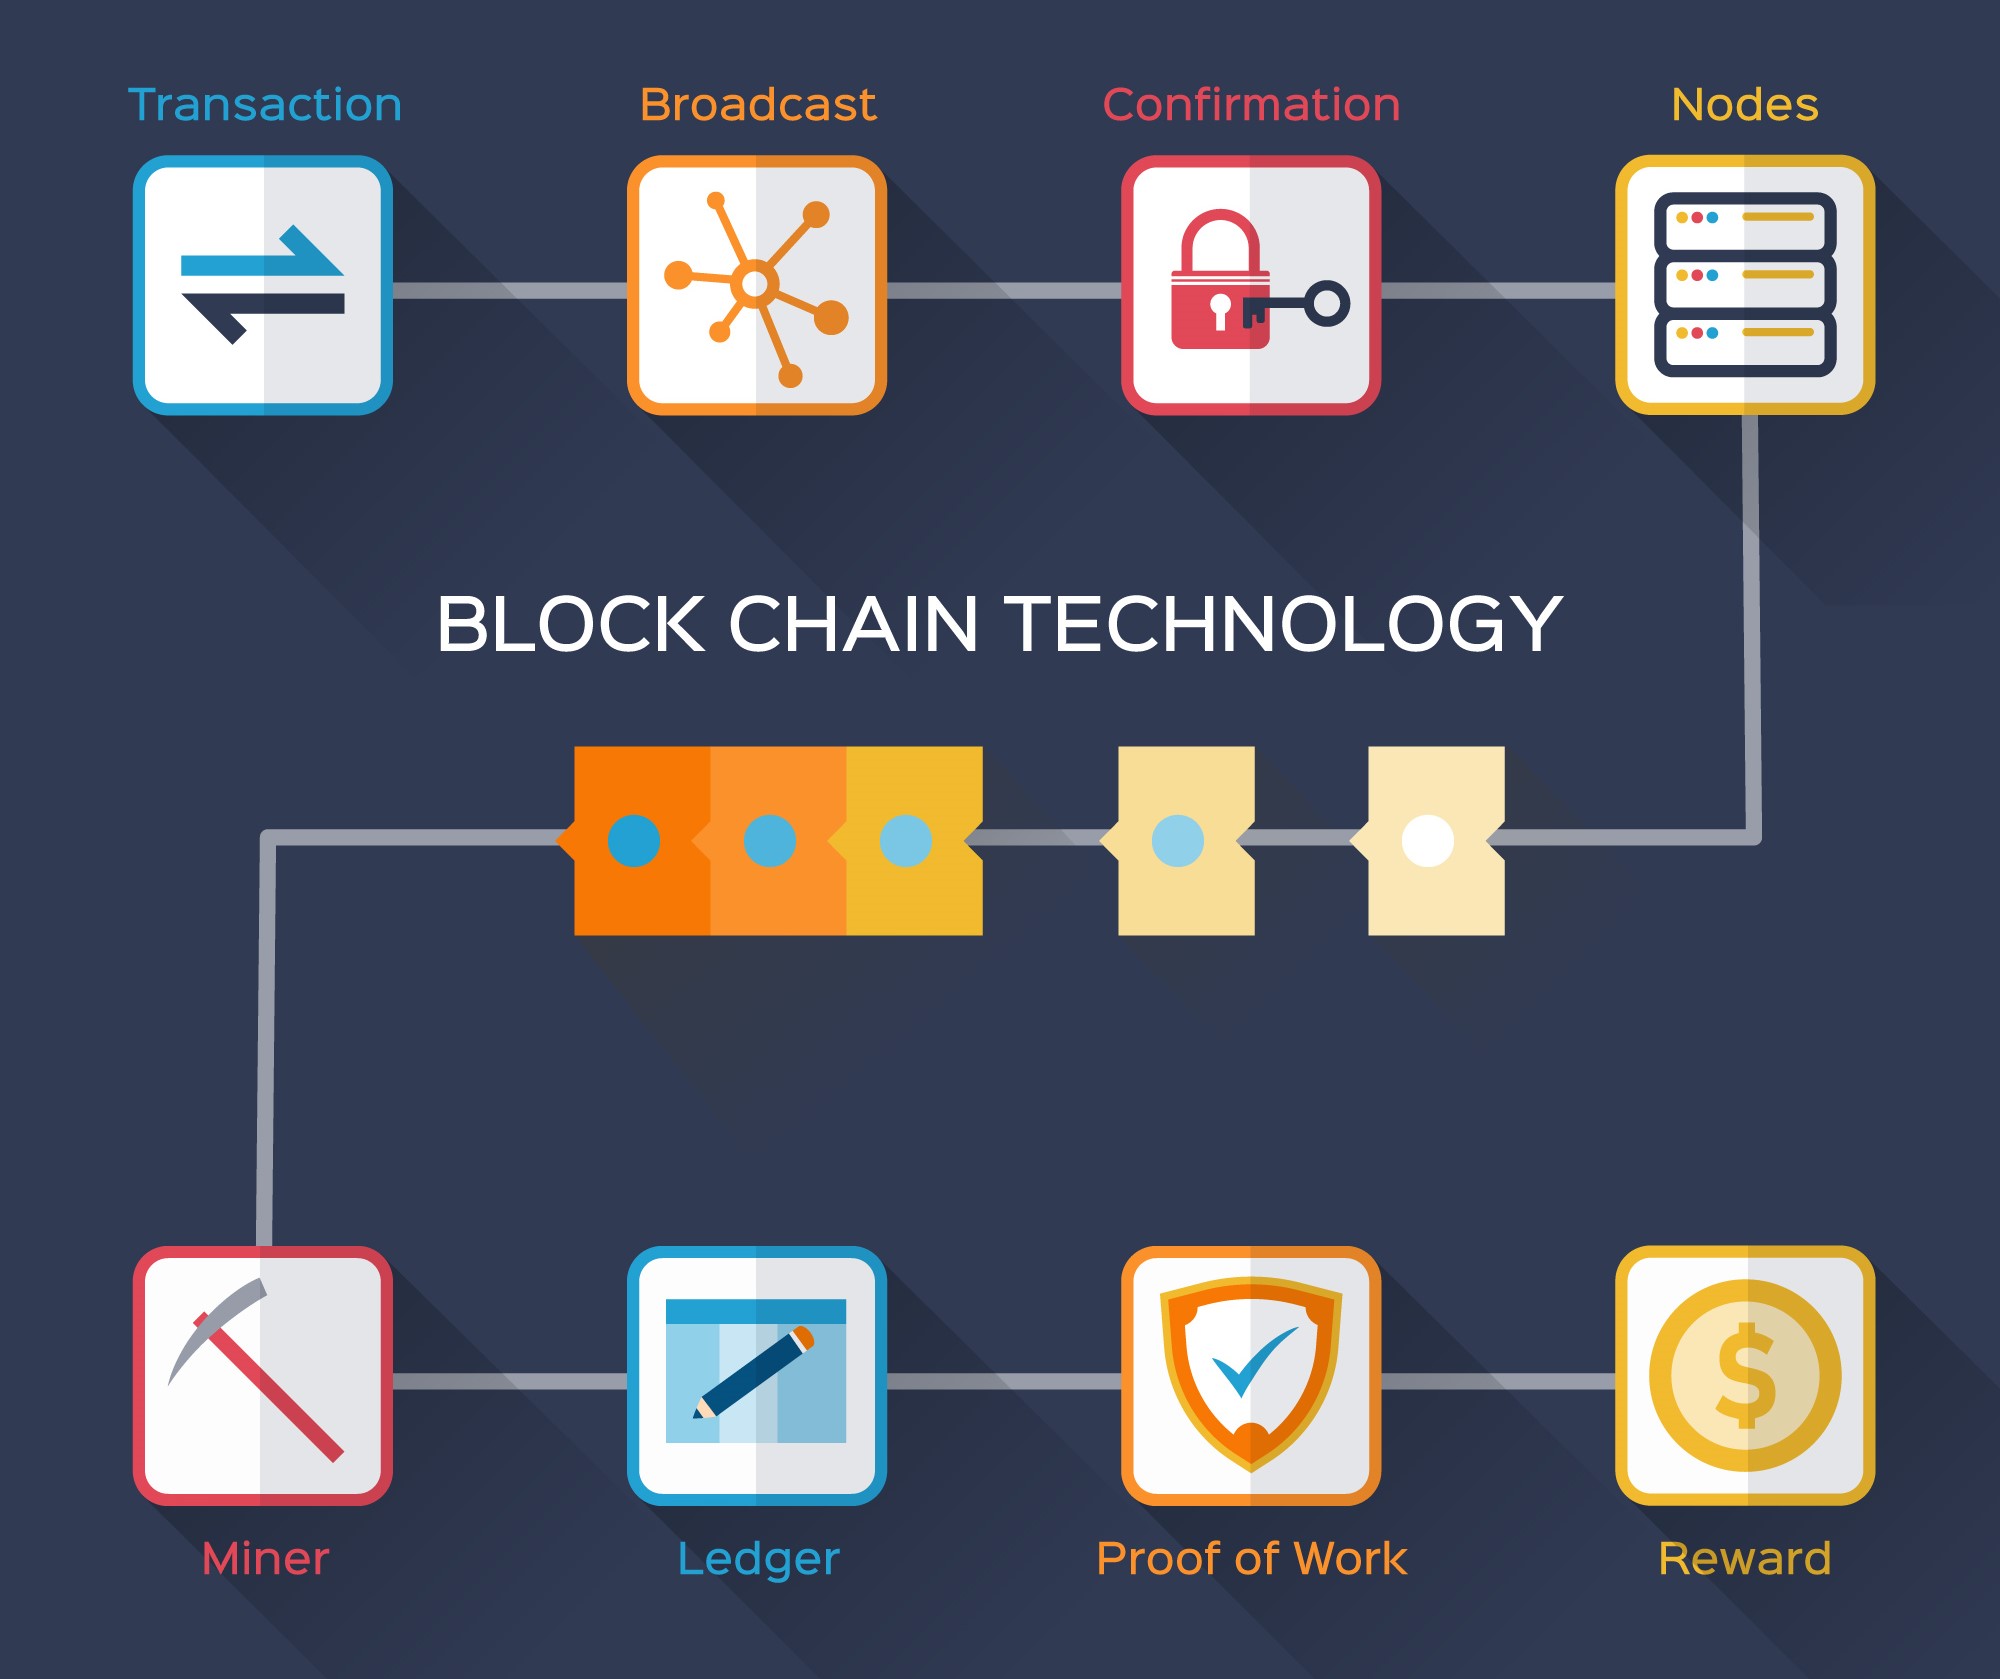 Transaction
Broadcast
Confirmation
Nodes
BLOCK CHAIN TECHNOLOGY
$
Miner
Ledger
Proof of Work
Reward